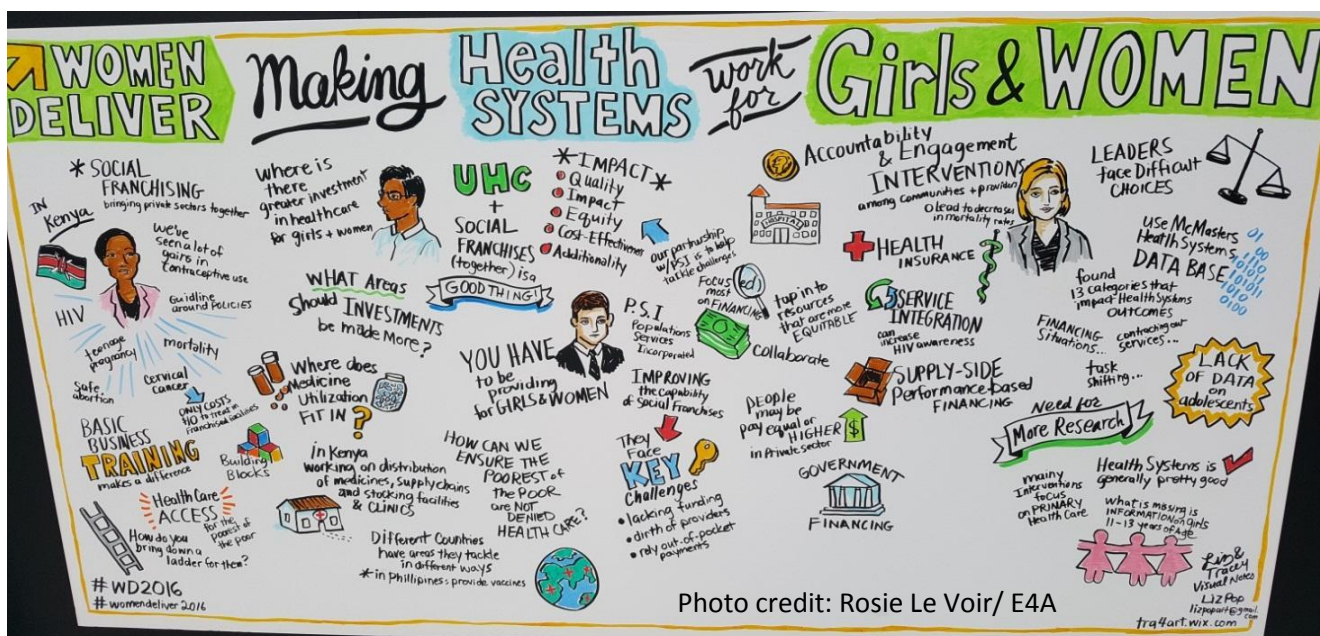 WOMEN
DELIVER
Making
Health
SYSTEMS
work
for
Girls & WOMEN
* SOCIAL
FRANCHISING
bringing private sectors together
IN
Kenya
we've
seen a lot of
gains in
contraceptive use
Guidline
around POLICIES
HIV
teenage
pregnancy
mortality
Safe
abortion
Cervical
cancer
ONLY COSTS
$10 to treat in
franchised facilities
BASIC
BUSINESS
TRAINING
makes a difference
Building
Blocks
HealthCare
ACCESS
for the
poorest of
the poor
How do you
bring down a
ladder for them?
#WD2016
#womendeliver2016
where is
there
greater investment
in healthcare
for girls + women
WHAT Areas
Should INVESTMENTS
be made More?
Where does
Medicine
Utilization
FIT IN?
in Kenya
working on distribution
of medicines, supply chains
and stocking facilities
& CLINICS
Different Countries
have areas they tackle
in different ways
* in Phillipines: provide vaccines
UHC
+
SOCIAL
FRANCHISES
(together) is a
GOOD THING!
* IMPACT *
Quality
Impact
Equity
Cost-Effectiveness
Additionality
YOU HAVE
to be
providing
for GIRLS & WOMEN
HOW CAN WE
ENSURE THE
POOREST of
the POOR
are NOT
DENIED
HEALTH CARE?
our partnership
w/PSI is to help
tackle challenges
P.S.I
Populations
Services
Incorporated
IMPROVING
the capability
of Social Franchises
They
Face
KEY
Challenges
• lacking funding
• dirth of providers
• rely out-of-pocket
payments
FOCUS
most
on FINANCING
tap into
resources
that are more
EQUITABLE
Collaborate
PEOPLE
may be
pay equal or
HIGHER
in Private sector
$
GOVERNMENT
FINANCING
Accountability
& Engagement
INTERVENTIONS
among communities + providers
lead to decreases
in mortality rates
HOSPITAL
HEALTH
INSURANCE
SERVICE
INTEGRATION
can
increase
HIV awareness
SUPPLY-SIDE
Performance-based
FINANCING
LEADERS
face Difficult
CHOICES
use McMasters
Health Systems
DATA BASE
found
13 categories that
impact Health Systems
outcomes
FINANCING
Situations...
contracting out
services...
task
shifting...
LACK
OF DATA
on
adolescents
Need for
More Research
many
Interventions
focus
on PRIMARY
Health Care
Health Systems is
generally pretty good
what is missing is
INFORMATION on girls
11-13 years of Age
Liz &
Tracey
Visual Notes
LizPop
lizpopart@gmail.com
tra4art.wix.com
Photo credit: Rosie Le Voir/ E4A